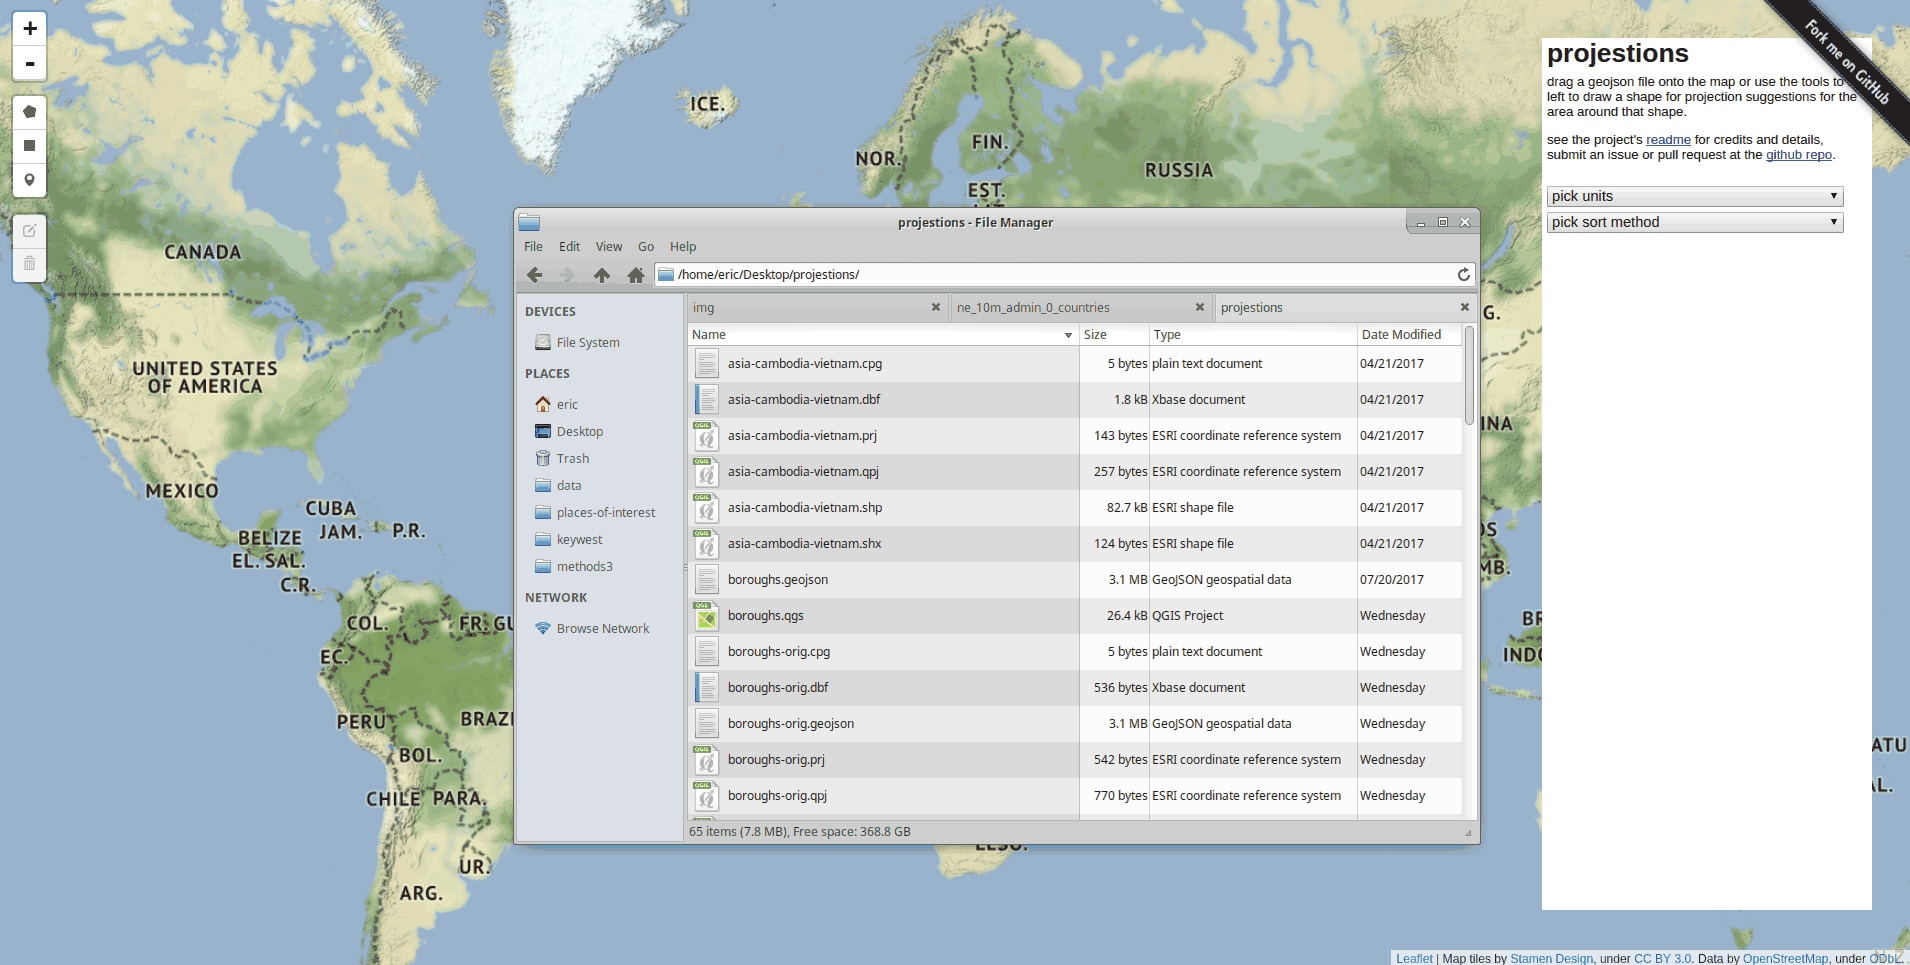 +
-
ICE.
NOR.
FIN.
EST.
RUSSIA
CANADA
UNITED STATES
OF AMERICA
MEXICO
CUBA
JAM.
P.R.
BELIZE
EL. SAL.
C.R.
COL.
FR. GU
EC.
PERU
BRAZI
BOL.
CHILE
PARA.
UR.
ARG.
projestions - File Manager
File Edit View Go Help
/home/eric/Desktop/projestions/
DEVICES
File System
PLACES
eric
Desktop
Trash
data
places-of-interest
keywest
methods3
NETWORK
Browse Network
img
ne_10m_admin_0_countries
projestions
Name Size Type Date Modified
asia-cambodia-vietnam.cpg 5 bytes plain text document 04/21/2017
asia-cambodia-vietnam.dbf 1.8 kB Xbase document 04/21/2017
asia-cambodia-vietnam.prj 143 bytes ESRI coordinate reference system 04/21/2017
asia-cambodia-vietnam.qpj 257 bytes ESRI coordinate reference system 04/21/2017
asia-cambodia-vietnam.shp 82.7 kB ESRI shape file 04/21/2017
asia-cambodia-vietnam.shx 124 bytes ESRI shape file 04/21/2017
boroughs.geojson 3.1 MB GeoJSON geospatial data 07/20/2017
boroughs.qgs 26.4 kB QGIS Project Wednesday
boroughs-orig.cpg 5 bytes plain text document Wednesday
boroughs-orig.dbf 536 bytes Xbase document Wednesday
boroughs-orig.geojson 3.1 MB GeoJSON geospatial data Wednesday
boroughs-orig.prj 542 bytes ESRI coordinate reference system Wednesday
boroughs-orig.qpj 770 bytes ESRI coordinate reference system Wednesday
65 items (7.8 MB), Free space: 368.8 GB
G.
INA
OS
MB.
BR
INDO
ATU
AL.
projestions
drag a geojson file onto the map or use the tools to
left to draw a shape for projection suggestions for the
area around that shape.
see the project's readme for credits and details,
submit an issue or pull request at the github repo.
pick units
pick sort method
Fork me on GitHub
Leaflet | Map tiles by Stamen Design, under CC BY 3.0. Data by OpenStreetMap, under ODbL.